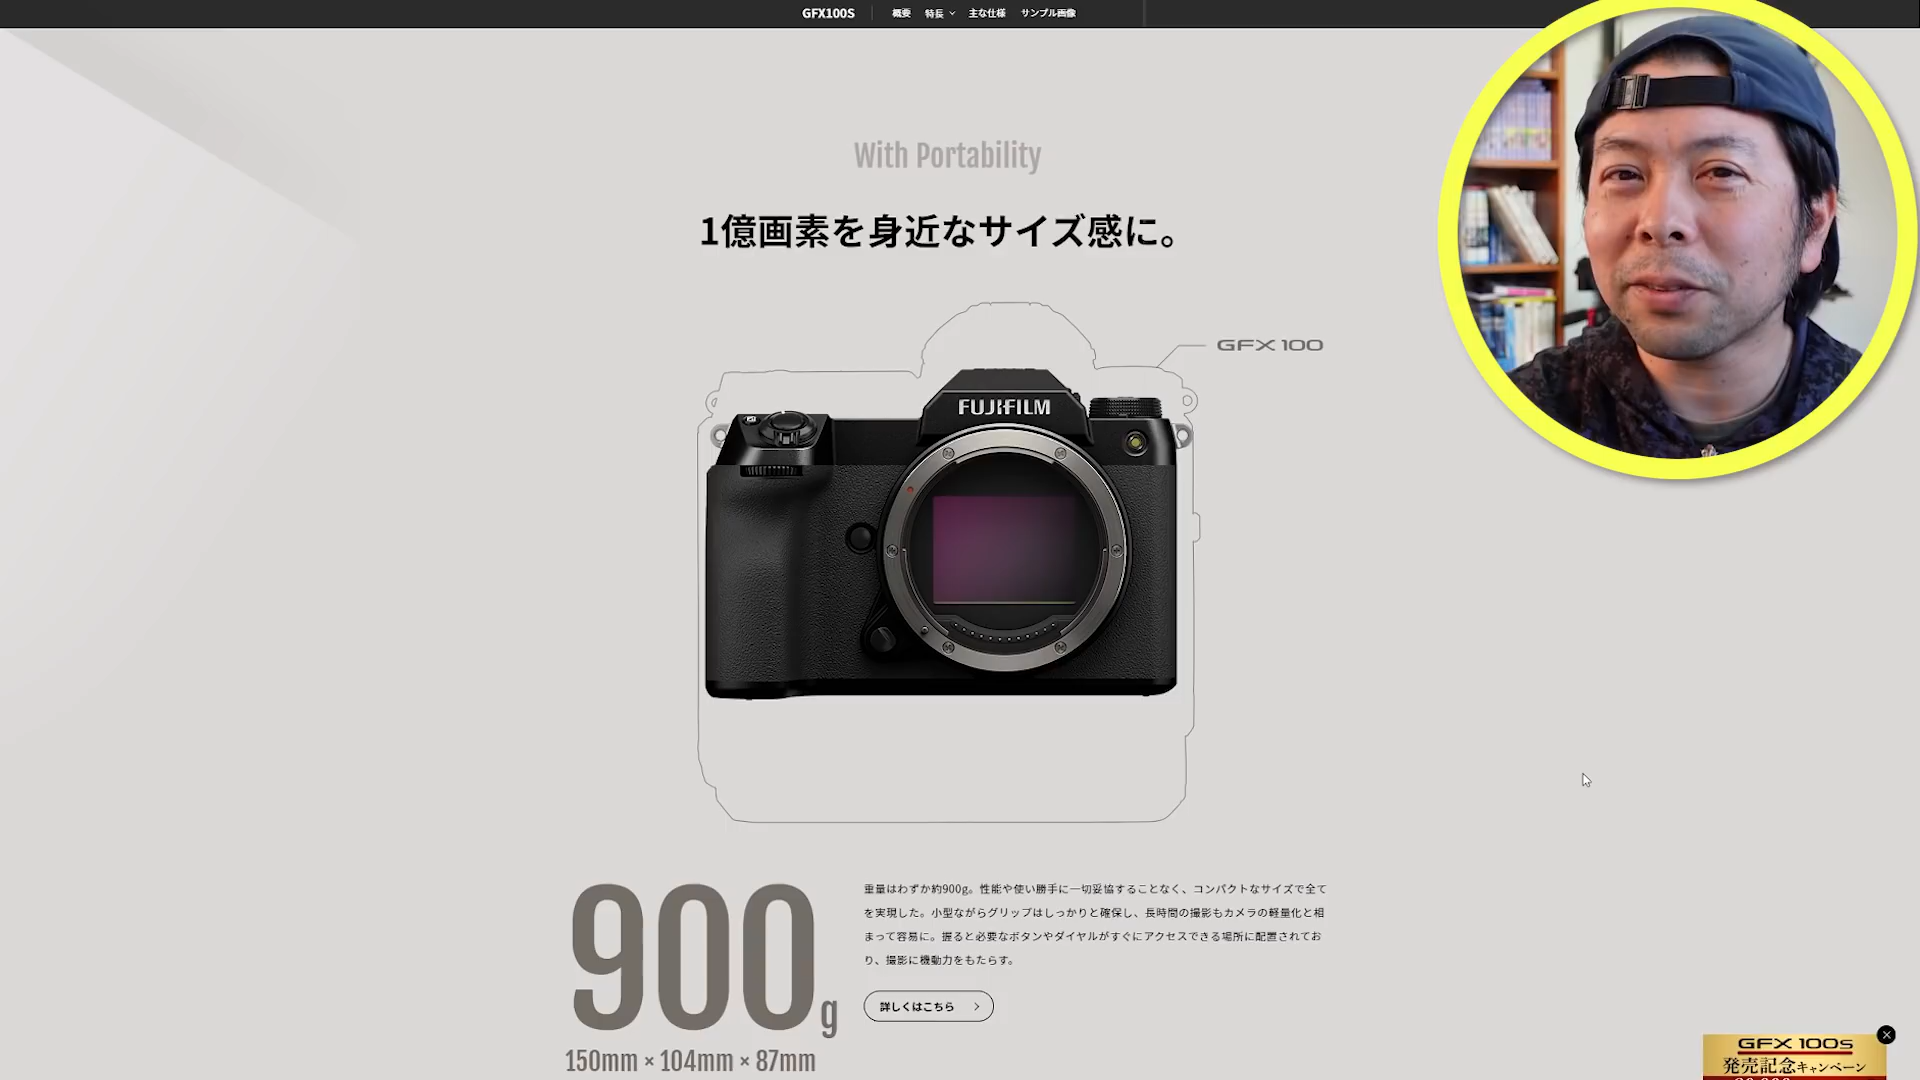 GFX100S 概要 特長 主な仕様 サンプル画像
With Portability
1億画素を身近なサイズ感に。
GFX 100
FUJIFILM
900g
150mm × 104mm × 87mm
重量はわずか約900g。性能や使い勝手に一切妥協することなく、コンパクトなサイズで全て
を実現した。小型ながらグリップはしっかりと確保し、長時間の撮影もカメラの軽量化と相
まって容易に。握ると必要なボタンやダイヤルがすぐにアクセスできる場所に配置されてお
り、撮影に機動力をもたらす。
詳しくはこちら
GFX 100S
発売記念キャンペーン